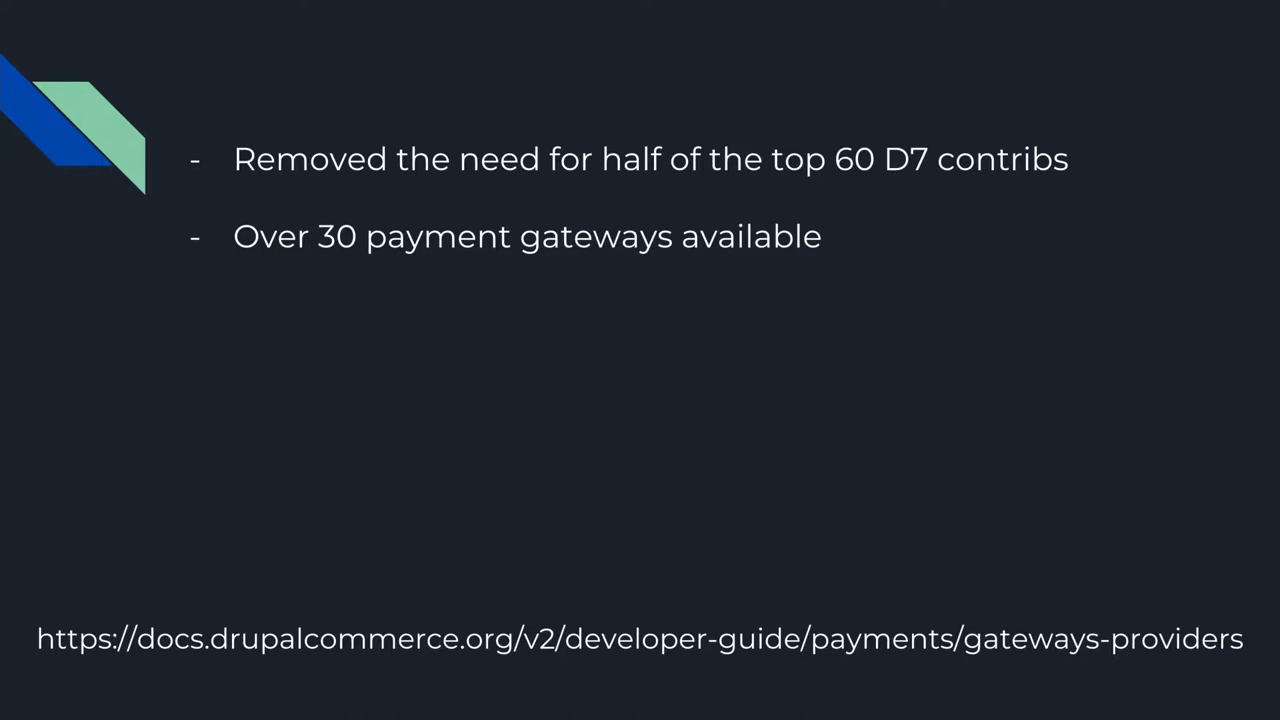 - Removed the need for half of the top 60 D7 contribs
- Over 30 payment gateways available
https://docs.drupalcommerce.org/v2/developer-guide/payments/gateways-providers